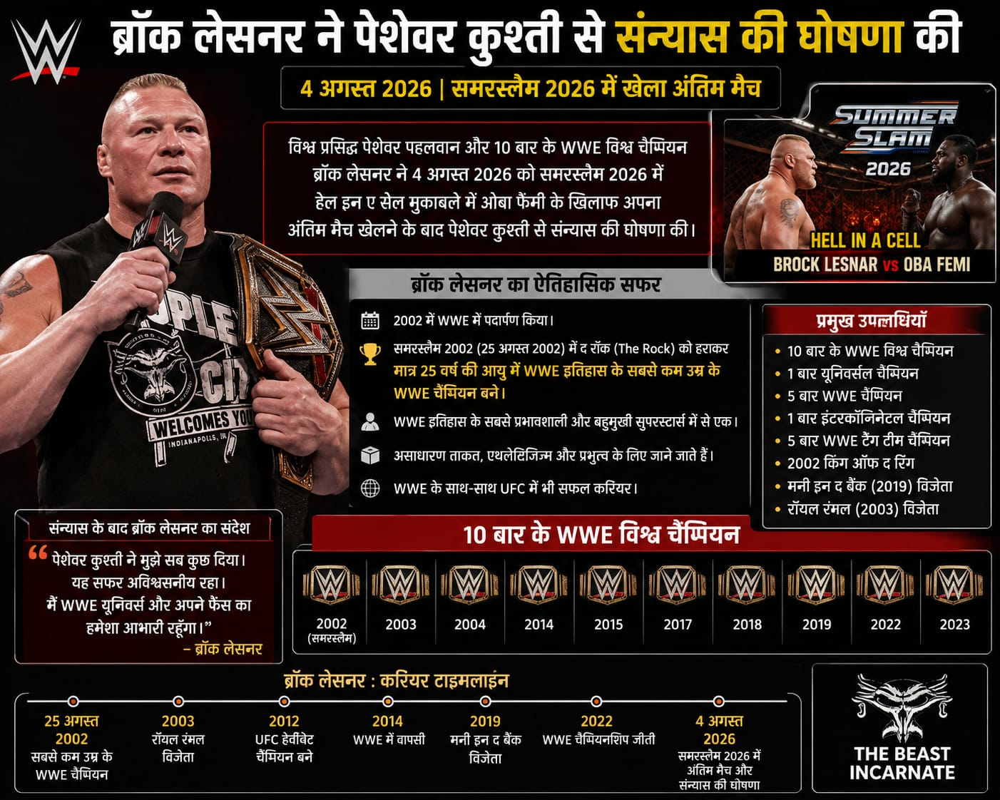 ब्रॉक लेसनर ने पेशेवर कुश्ती से संन्यास की घोषणा की
4 अगस्त 2026 | समरस्लैम 2026 में खेला अंतिम मैच
विश्व प्रसिद्ध पेशेवर पहलवान और 10 बार के WWE विश्व चैम्पियन
ब्रॉक लेसनर ने 4 अगस्त 2026 को समरस्लैम 2026 में
हेल इन ए सेल मुकाबले में ओबा फैंमी के खिलाफ अपना
अंतिम मैच खेलने के बाद पेशेवर कुश्ती से संन्यास की घोषणा की।
SUMMER
SLAM
2026
HELL IN A CELL
BROCK LESNAR vs OBA FEMI
ब्रॉक लेसनर का ऐतिहासिक सफर
2002 में WWE में पदार्पण किया।
समरस्लैम 2002 (25 अगस्त 2002) में द रॉक (The Rock) को हराकर
मात्र 25 वर्ष की आयु में WWE इतिहास के सबसे कम उम्र के
WWE चैंम्पियन बने।
WWE इतिहास के सबसे प्रभावशाली और बहुमुखी सुपरस्टार्स में से एक।
असाधारण ताकत, एथलेटिजिज्म और प्रभुत्व के लिए जाने जाते हैं।
WWE के साथ-साथ UFC में भी सफल करियर।
प्रमुख
• 10 बार के WWE विश्व चैम्पियन
• 1 बार यूनिवर्सल चैंम्पियन
• 5 बार WWE चैंम्पियन
• 1 बार इंटरकॉनिनेटल चैंम्पियन
• 5 बार WWE टैंग टीम चैंम्पियन
• 2002 किंग ऑफ द रिंग
• मनी इन द बैंक (2019) विजेता
• रॉयल रंमल (2003) विजेता
OPLE
CIT
WELCOMES YOU
INDIANAPOLIS, IN
संन्यास के बाद ब्रॉक लेसनर का संदेश
“ पेशेवर कुश्ती ने मुझे सब कुछ दिया।
यह सफर अविश्वसनीय रहा।
मैं WWE यूनिवर्स और अपने फैंस का
हमेशा आभारी रहूँगा।”
– ब्रॉक लेसनर
10 बार के WWE विश्व चैंम्पियन
2002 2003 2004 2014 2015 2017 2018 2019 2022 2023
(समरस्लेम)
ब्रॉक लेसनर : करियर टाइमलाईन
25 अगस्त
2002
सबसे कम उम्र के
WWE चैंम्पियन
2003
रॉयल रंमल
विजेता
2012
UFC हेवींबेट
चैंम्पियन बने
2014
WWE में वापसी
2019
मनी इन द बैंक
विजेता
2022
WWE चैम्पियनशिप जीती
4 अगस्त
2026
समरस्लैम 2026 में
अंतिम मैच और
संन्यास की घोषणा
THE BEAST
INCARNATE